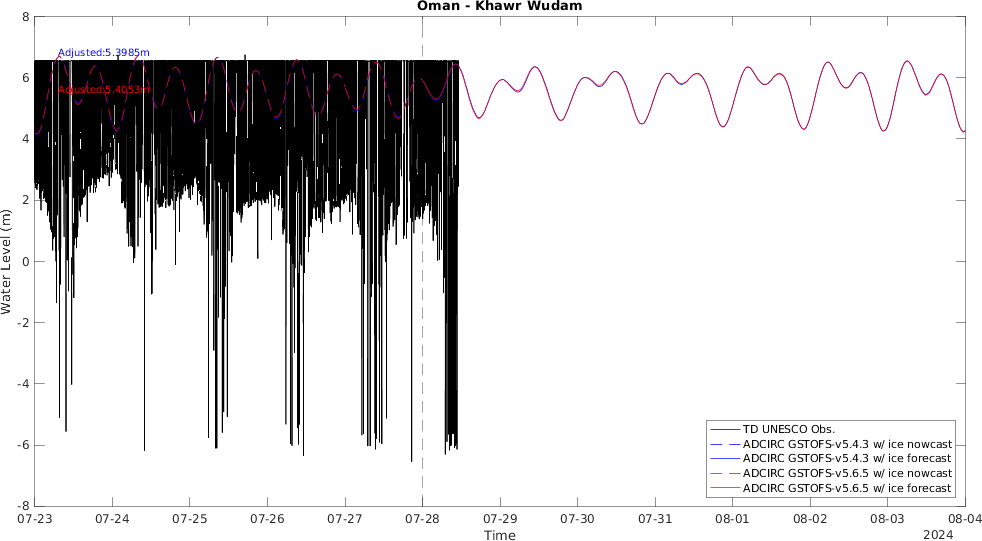 Oman - Khawr Wudam
8
6
4
2
0
-2
-4
-6
-8
Water Level (m)
Adjusted:5.3985m
Adjusted:5.4053m
TD UNESCO Obs.
ADCIRC GSTOFS-v5.4.3 w/ ice nowcast
ADCIRC GSTOFS-v5.4.3 w/ ice forecast
ADCIRC GSTOFS-v5.6.5 w/ ice nowcast
ADCIRC GSTOFS-v5.6.5 w/ ice forecast
07-23 07-24 07-25 07-26 07-27 07-28 07-29 07-30 07-31 08-01 08-02 08-03 08-04
Time
2024